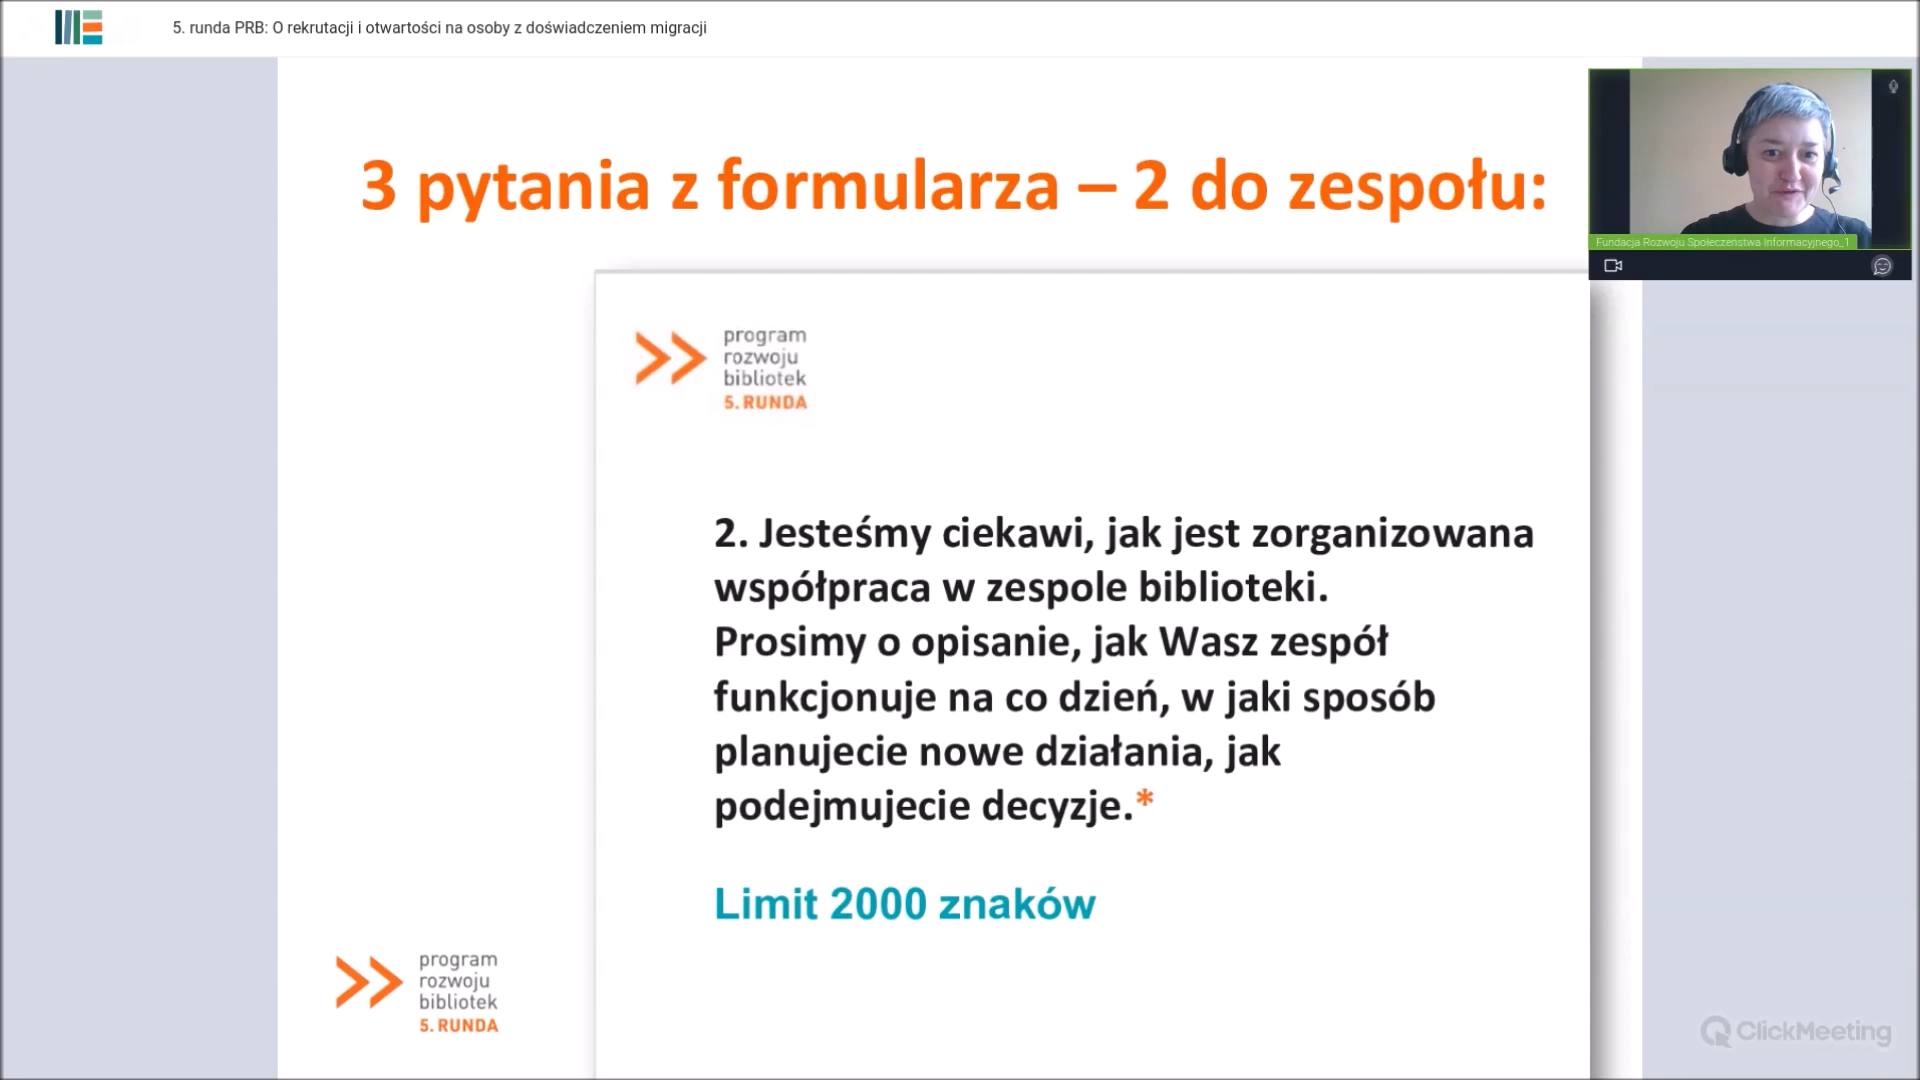 5. runda PRB: O rekrutacji i otwartości na osoby z doświadczeniem migracji
3 pytania z formularza – 2 do zespołu:
Fundacja Rozwoju Społeczeństwa Informacyjnego_1
program
rozwoju
bibliotek
5. RUNDA
2. Jesteśmy ciekawi, jak jest zorganizowana
współpraca w zespole biblioteki.
Prosimy o opisanie, jak Wasz zespół
funkcjonuje na co dzień, w jaki sposób
planujecie nowe działania, jak
podejmujecie decyzje.*
Limit 2000 znaków
program
rozwoju
bibliotek
5. RUNDA
ClickMeeting